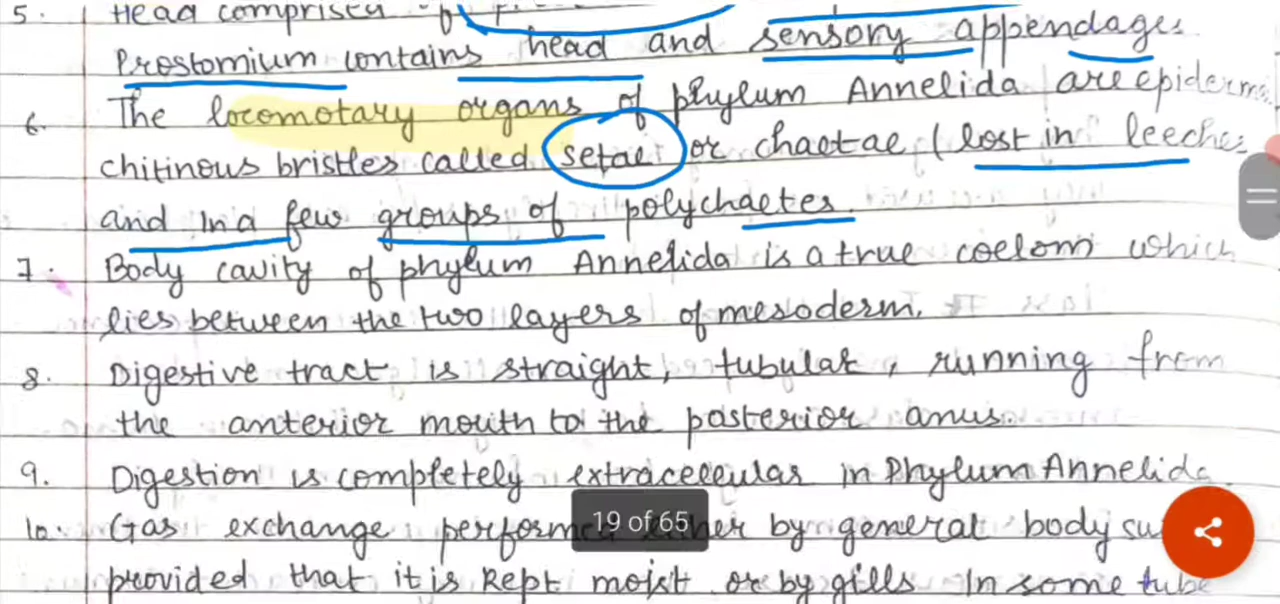 5. Head comprised of
Prostomium contains head and sensory appendages.
6. The locomotary organs of phylum Annelida are epiderm
chitinous bristles called setae or chaetae (lost in leeches
and in a few groups of polychaetes.
7. Body cavity of phylum Annelida is a true coelom which
lies between the two layers of mesoderm.
8. Digestive tract is straight, tubular, running from
the anterior mouth to the posterior anus.
9. Digestion is completely extracellular in Phylum Annelida.
10. Gas exchange performed either by general body su
19 of 65
provided that it is kept moist or by gills. In some tube